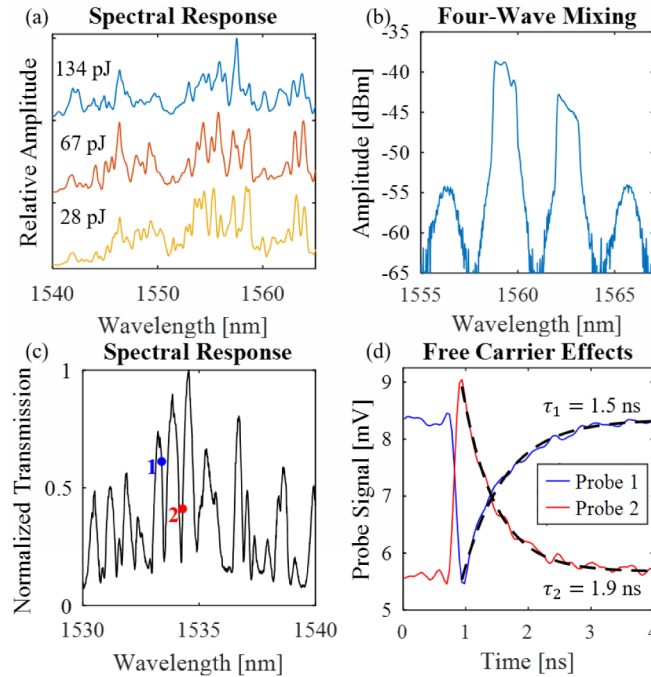 (a) Spectral Response
Relative Amplitude
134 pJ
67 pJ
28 pJ
1540 1550 1560
Wavelength [nm]
(b) Four-Wave Mixing
Amplitude [dBm]
-35
-40
-45
-50
-55
-60
-65
1555 1560 1565
Wavelength [nm]
(c) Spectral Response
Normalized Transmission
1
0.5
0
1
2
1530 1535 1540
Wavelength [nm]
(d) Free Carrier Effects
Probe Signal [mV]
9
8
7
6
5
τ₁ = 1.5 ns
Probe 1
Probe 2
τ₂ = 1.9 ns
0 1 2 3 4
Time [ns]